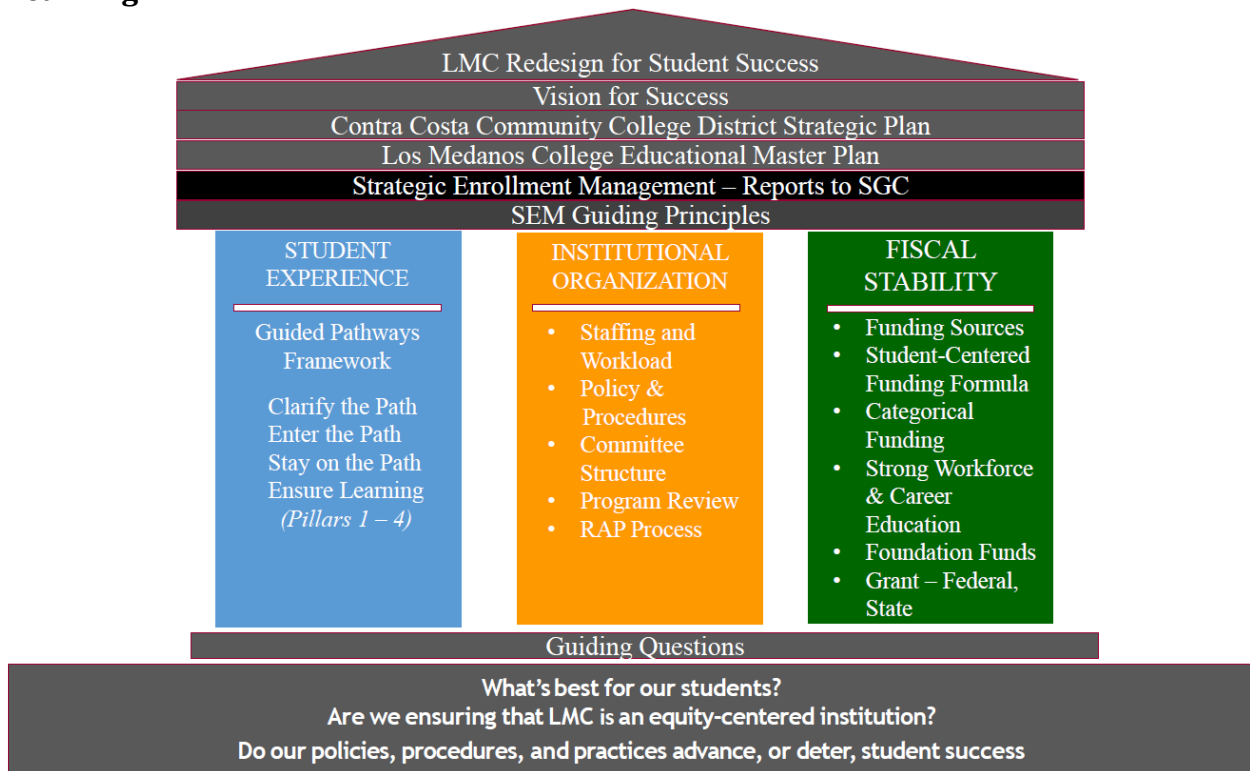 LMC Redesign for Student Success
Vision for Success
Contra Costa Community College District Strategic Plan
Los Medanos College Educational Master Plan
Strategic Enrollment Management – Reports to SGC
SEM Guiding Principles
STUDENT
EXPERIENCE
Guided Pathways
Framework
Clarify the Path
Enter the Path
Stay on the Path
Ensure Learning
(Pillars 1 – 4)
INSTITUTIONAL
ORGANIZATION
• Staffing and
Workload
• Policy &
Procedures
• Committee
Structure
• Program Review
• RAP Process
FISCAL
STABILITY
• Funding Sources
• Student-Centered
Funding Formula
• Categorical
Funding
• Strong Workforce
& Career
Education
• Foundation Funds
• Grant – Federal,
State
Guiding Questions
What's best for our students?
Are we ensuring that LMC is an equity-centered institution?
Do our policies, procedures, and practices advance, or deter, student success